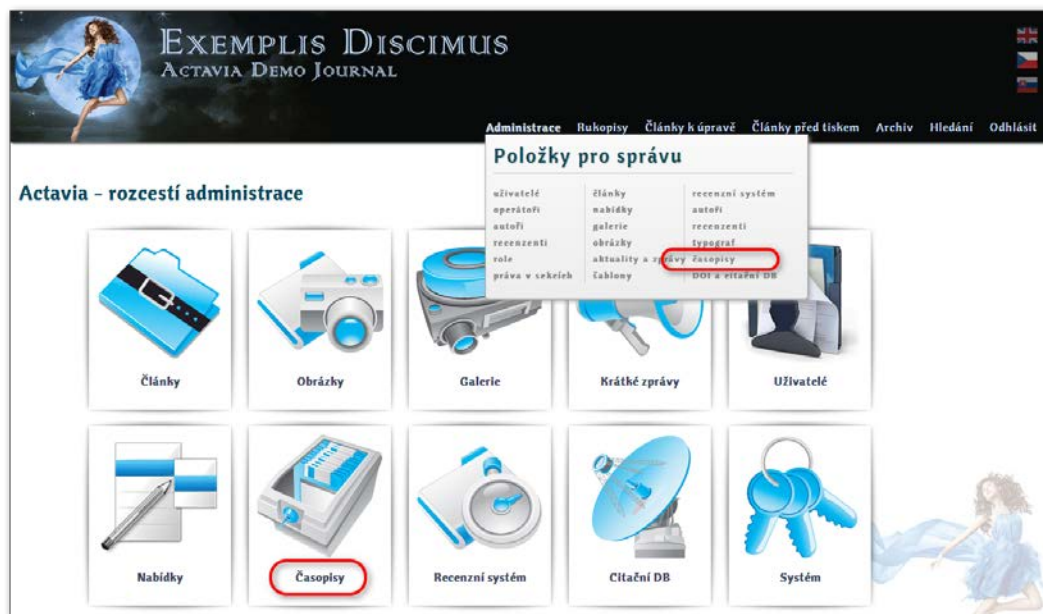 Exemplis Discimus
Actavia Demo Journal
Administrace Rukopisy Články k úpravě Články před tiskem Archiv Hledání Odhlásit
Položky pro správu
uživatelé články recenzní systém
operátoři nabídky autoři
autoři galerie recenzenti
recenzenti obrázky typograf
role aktuality a zprávy časopisy
práva v sekcích šablony DOI a citační DB
Actavia – rozcestí administrace
Články Obrázky Galerie Krátké zprávy Uživatelé
Nabídky Časopisy Recenzní systém Citační DB Systém